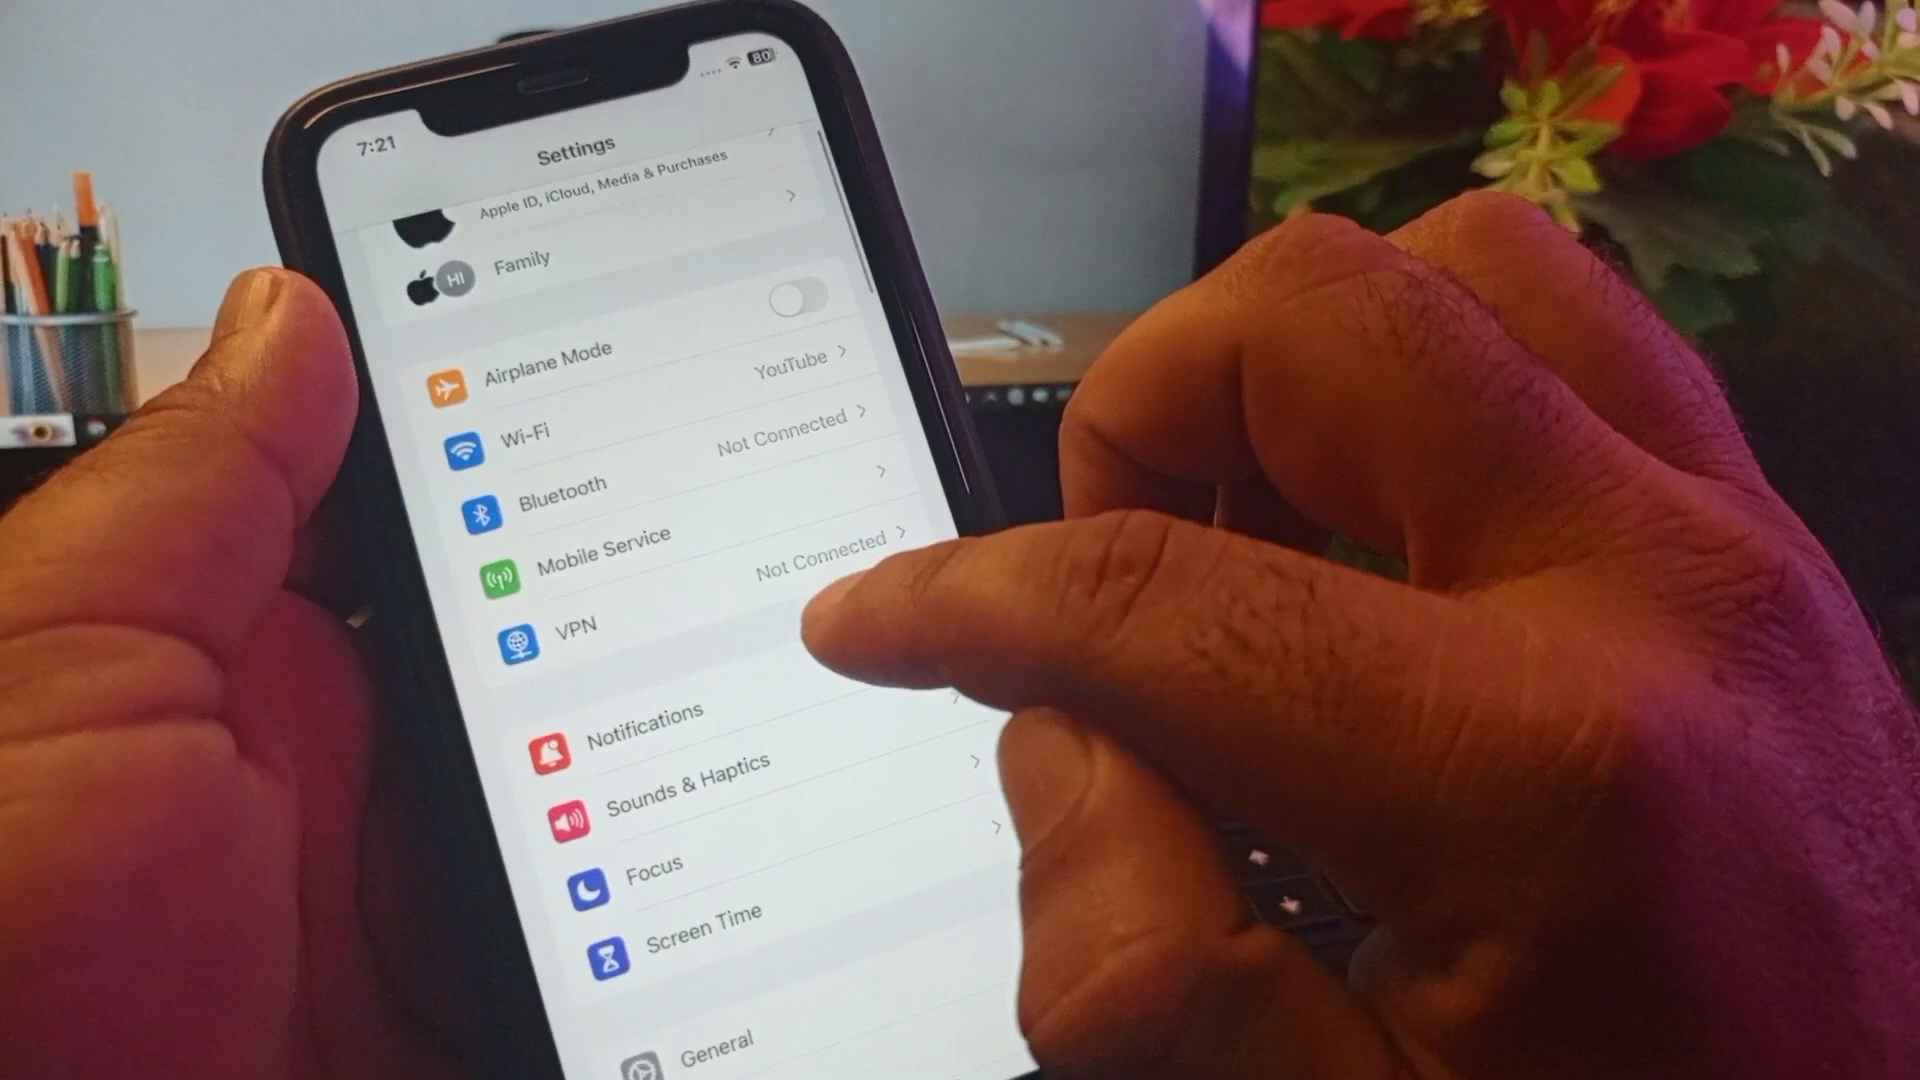 7:21
80
Settings
Apple ID, iCloud, Media & Purchases
HI
Family
Airplane Mode
Wi-Fi
YouTube
Bluetooth
Not Connected
Mobile Service
VPN
Not Connected
Notifications
Sounds & Haptics
Focus
Screen Time
General